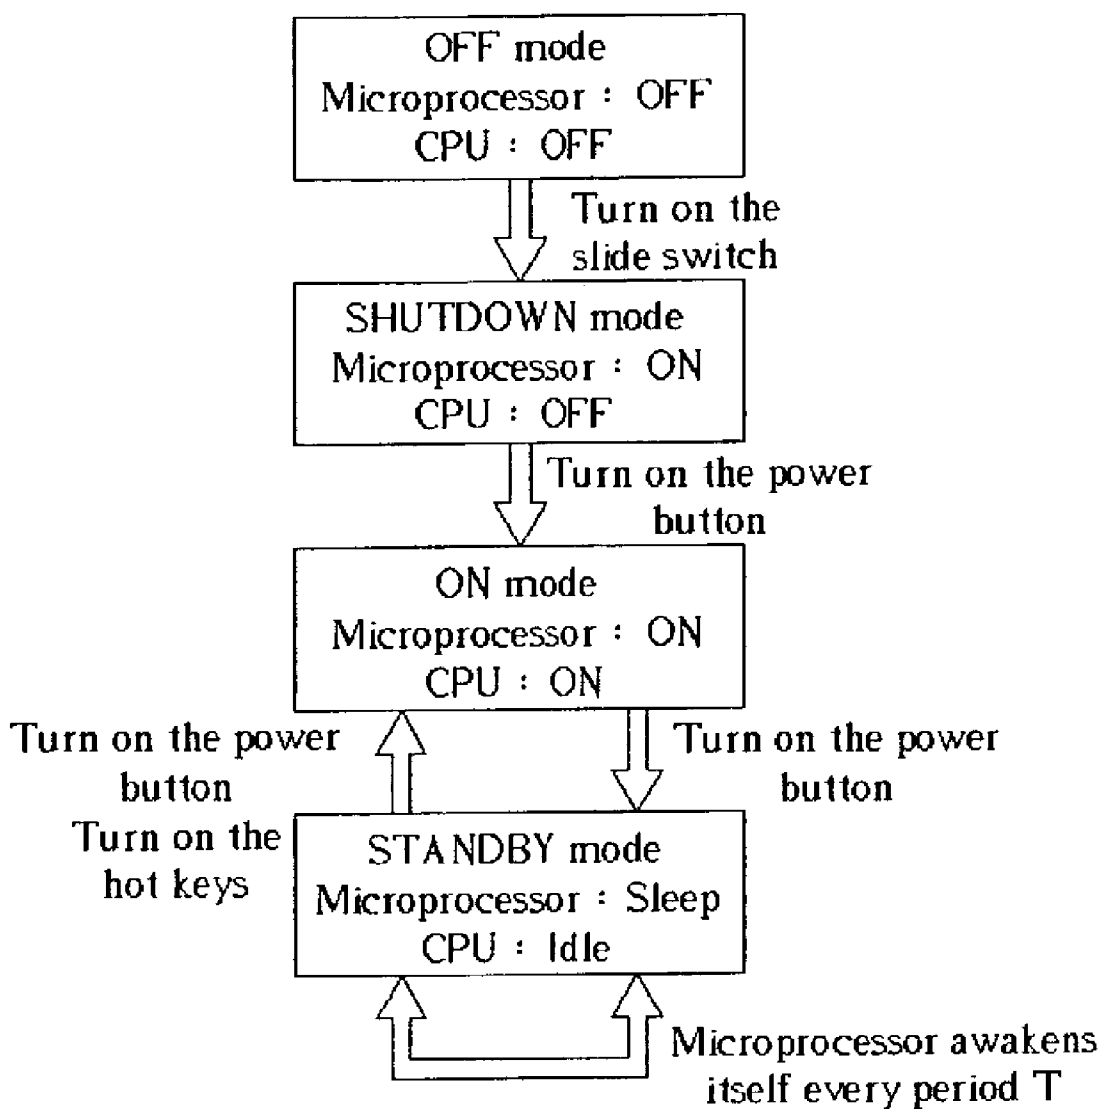 OFF mode
Microprocessor : OFF
CPU : OFF
Turn on the
slide switch
SHUTDOWN mode
Microprocessor : ON
CPU : OFF
Turn on the power
button
ON mode
Microprocessor : ON
CPU : ON
Turn on the power
button
Turn on the
hot keys
Turn on the power
button
STANDBY mode
Microprocessor : Sleep
CPU : Idle
Microprocessor awakens
itself every period T